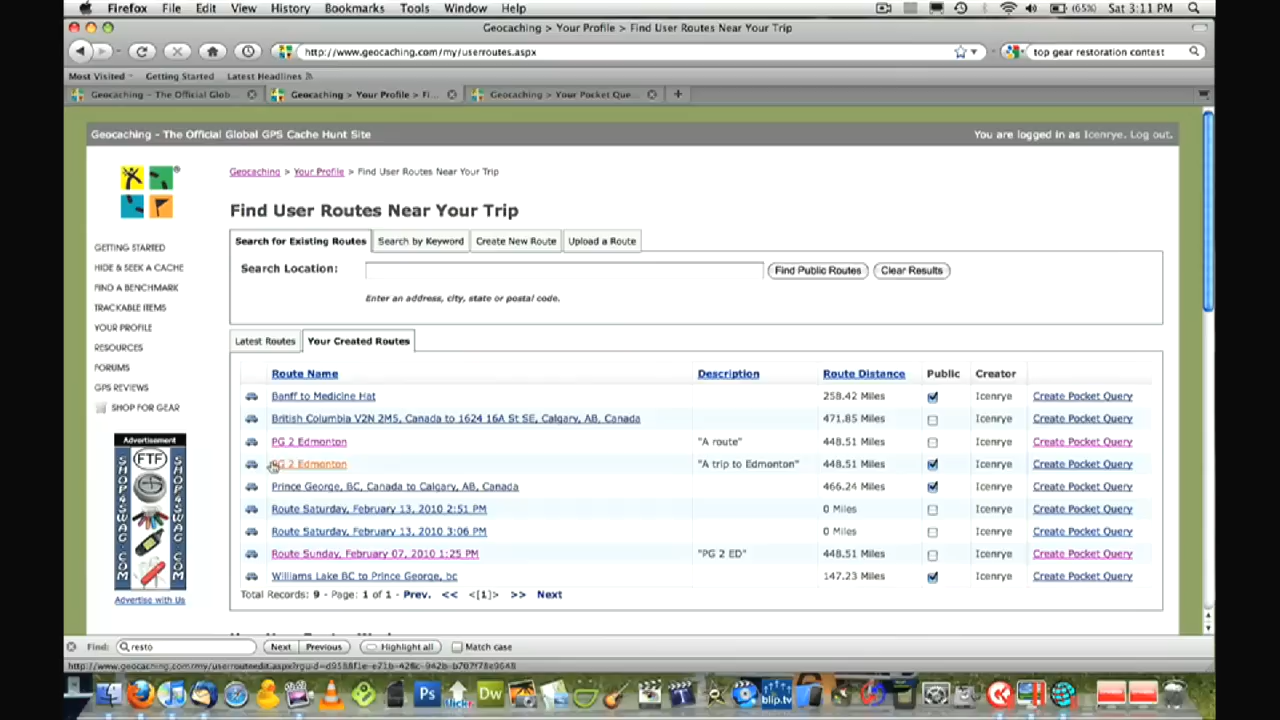 Firefox File Edit View History Bookmarks Tools Window Help (65%) Sat 3:11 PM
Geocaching > Your Profile > Find User Routes Near Your Trip
http://www.geocaching.com/my/userroutes.aspx top gear restoration contest
Most Visited Getting Started Latest Headlines
Geocaching - The Official Glob... Geocaching > Your Profile > Fi... Geocaching > Your Pocket Que... +
Geocaching - The Official Global GPS Cache Hunt Site You are logged in as Icenrye. Log out.
Geocaching > Your Profile > Find User Routes Near Your Trip
Find User Routes Near Your Trip
Search for Existing Routes Search by Keyword Create New Route Upload a Route
Search Location: Find Public Routes Clear Results
Enter an address, city, state or postal code.
GETTING STARTED
HIDE & SEEK A CACHE
FIND A BENCHMARK
TRACKABLE ITEMS
YOUR PROFILE
RESOURCES
FORUMS
GPS REVIEWS
SHOP FOR GEAR
Advertisement
FTF
SHOP4SWAG.COM
SHOP4SWAG.COM
Advertise with Us
Latest Routes Your Created Routes
Route Name Description Route Distance Public Creator
Banff to Medicine Hat 258.42 Miles Icenrye Create Pocket Query
British Columbia V2N 2M5, Canada to 1624 16A St SE, Calgary, AB, Canada 471.85 Miles Icenrye Create Pocket Query
PG 2 Edmonton "A route" 448.51 Miles Icenrye Create Pocket Query
PG 2 Edmonton "A trip to Edmonton" 448.51 Miles Icenrye Create Pocket Query
Prince George, BC, Canada to Calgary, AB, Canada 466.24 Miles Icenrye Create Pocket Query
Route Saturday, February 13, 2010 2:51 PM 0 Miles Icenrye Create Pocket Query
Route Saturday, February 13, 2010 3:06 PM 0 Miles Icenrye Create Pocket Query
Route Sunday, February 07, 2010 1:25 PM "PG 2 ED" 448.51 Miles Icenrye Create Pocket Query
Williams Lake BC to Prince George, bc 147.23 Miles Icenrye Create Pocket Query
Total Records: 9 - Page: 1 of 1 - Prev. << <[1]> >> Next
Find: resto Next Previous Highlight all Match case
Ps flickr Dw blip.tv